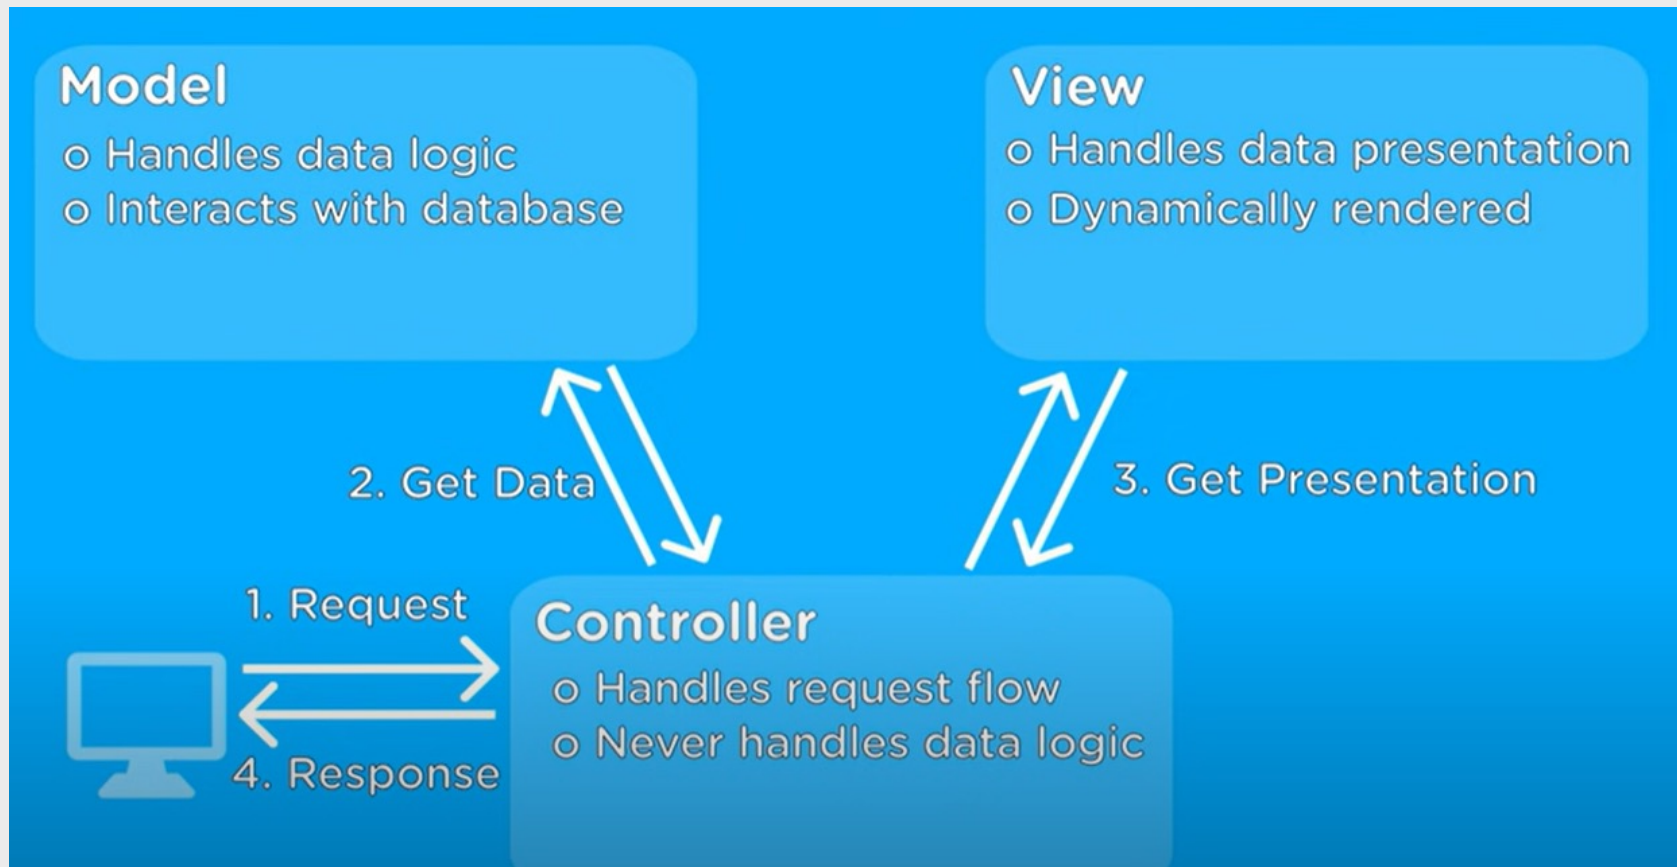 Model
o Handles data logic
o Interacts with database
View
o Handles data presentation
o Dynamically rendered
2. Get Data
3. Get Presentation
1. Request
4. Response
Controller
o Handles request flow
o Never handles data logic